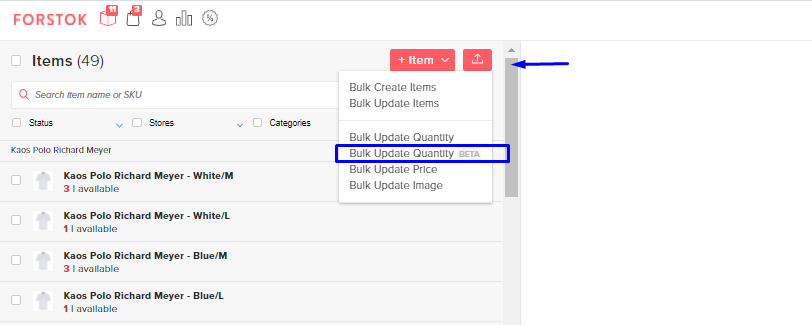 FORSTOK 11 3
Items (49) + Item
Search item name or SKU
Status Stores Categories
Bulk Create Items
Bulk Update Items
Bulk Update Quantity
Bulk Update Quantity BETA
Bulk Update Price
Bulk Update Image
Kaos Polo Richard Meyer
Kaos Polo Richard Meyer - White/M
3 | available
Kaos Polo Richard Meyer - White/L
1 | available
Kaos Polo Richard Meyer - Blue/M
3 | available
Kaos Polo Richard Meyer - Blue/L
1 | available